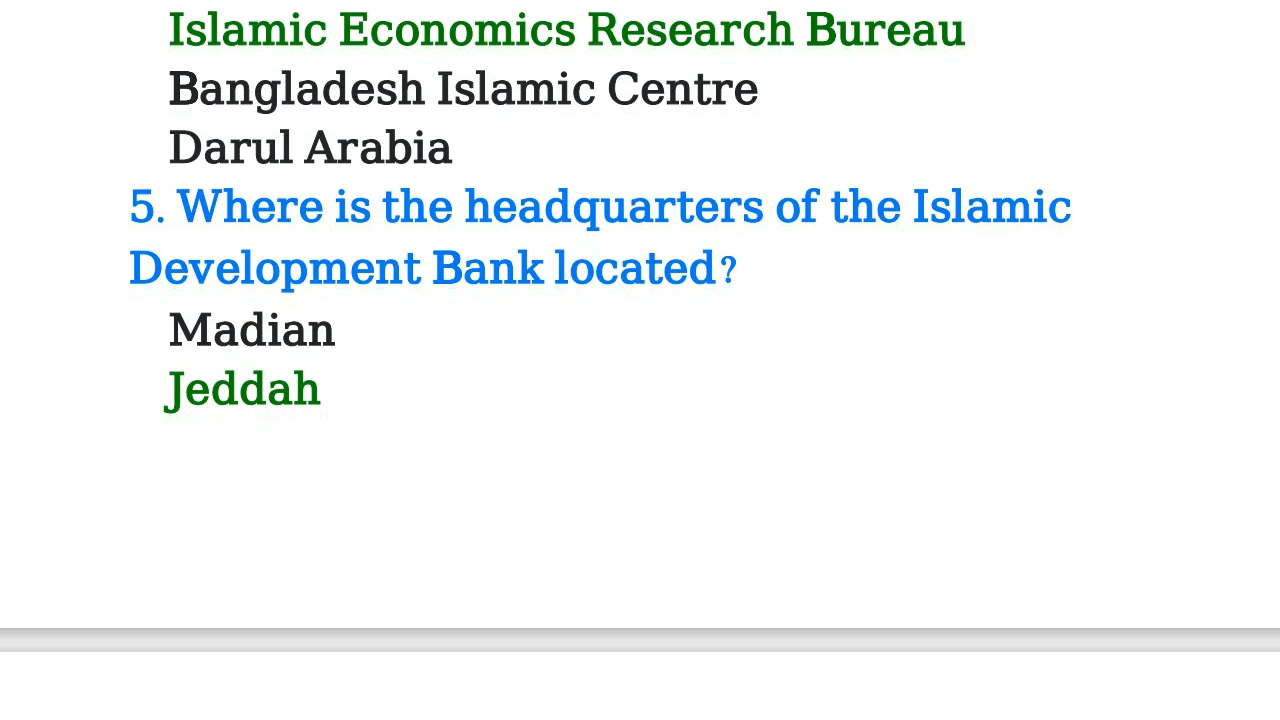 Islamic Economics Research Bureau
Bangladesh Islamic Centre
Darul Arabia
5. Where is the headquarters of the Islamic
Development Bank located?
Madian
Jeddah